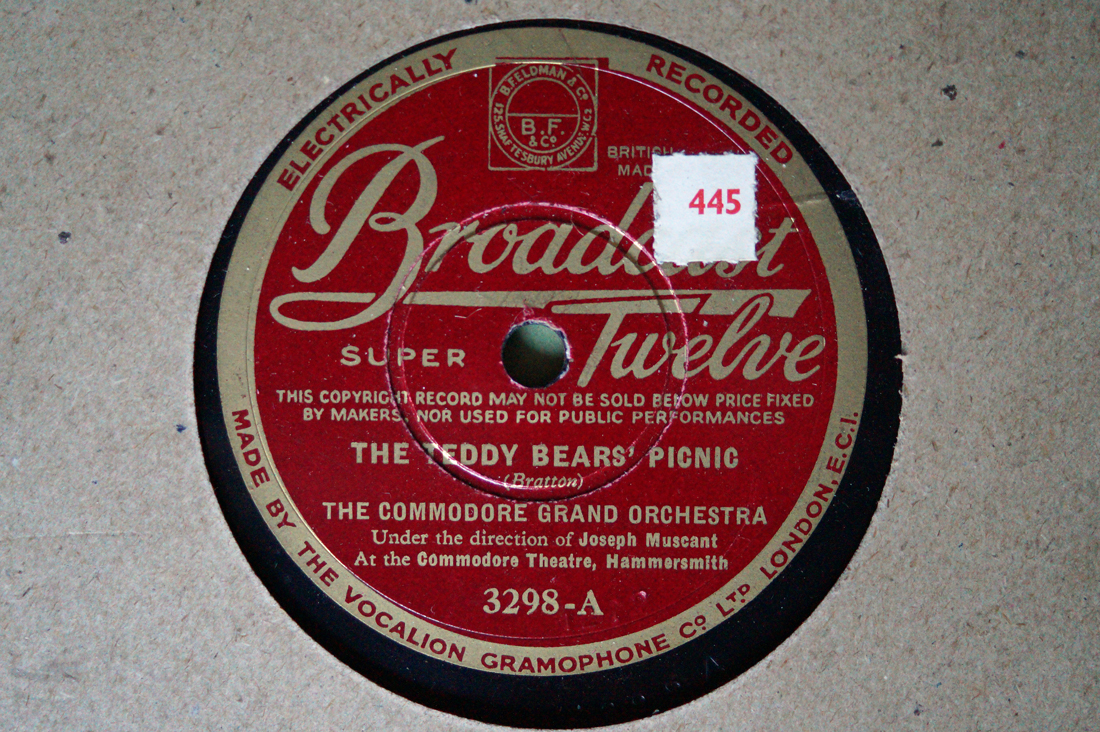 ELECTRICALLY RECORDED
B. FELDMAN & Co
125 SHAFTESBURY AVENUE W.C.2
B.F.
& Co
BRITISH
MADE
445
Broadcast
SUPER Twelve
THIS COPYRIGHT RECORD MAY NOT BE SOLD BELOW PRICE FIXED
BY MAKERS, NOR USED FOR PUBLIC PERFORMANCES
THE TEDDY BEARS' PICNIC
(Bratton)
THE COMMODORE GRAND ORCHESTRA
Under the direction of Joseph Muscant
At the Commodore Theatre, Hammersmith
3298-A
MADE BY THE VOCALION GRAMOPHONE Co LTD LONDON, E.C.1.